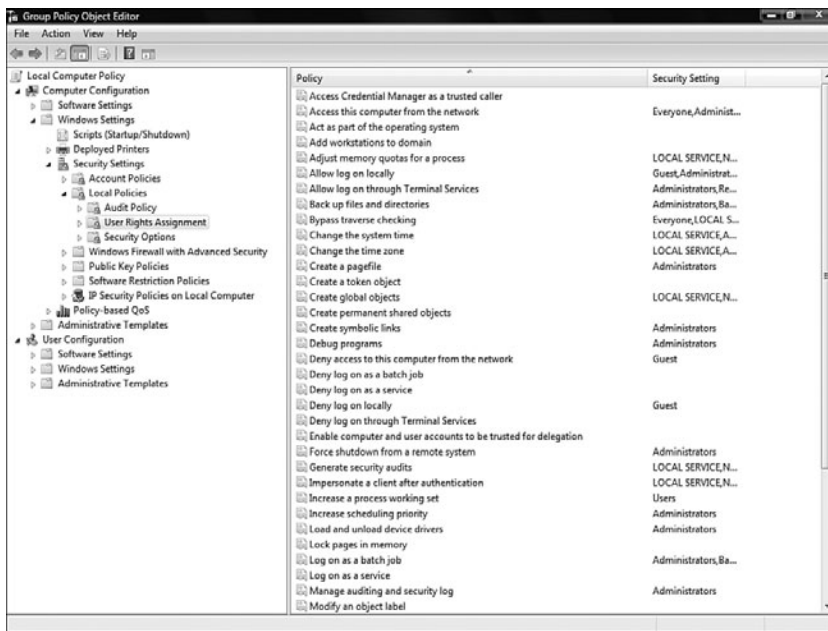 Group Policy Object Editor
File Action View Help
Local Computer Policy
Computer Configuration
Software Settings
Windows Settings
Scripts (Startup/Shutdown)
Deployed Printers
Security Settings
Account Policies
Local Policies
Audit Policy
User Rights Assignment
Security Options
Windows Firewall with Advanced Security
Public Key Policies
Software Restriction Policies
IP Security Policies on Local Computer
Policy-based QoS
Administrative Templates
User Configuration
Software Settings
Windows Settings
Administrative Templates
Policy Security Setting
Access Credential Manager as a trusted caller
Access this computer from the network Everyone,Administ...
Act as part of the operating system
Add workstations to domain
Adjust memory quotas for a process LOCAL SERVICE,N...
Allow log on locally Guest,Administrat...
Allow log on through Terminal Services Administrators,Re...
Back up files and directories Administrators,Ba...
Bypass traverse checking Everyone,LOCAL S...
Change the system time LOCAL SERVICE,A...
Change the time zone LOCAL SERVICE,A...
Create a pagefile Administrators
Create a token object
Create global objects LOCAL SERVICE,N...
Create permanent shared objects
Create symbolic links Administrators
Debug programs Administrators
Deny access to this computer from the network Guest
Deny log on as a batch job
Deny log on as a service
Deny log on locally Guest
Deny log on through Terminal Services
Enable computer and user accounts to be trusted for delegation
Force shutdown from a remote system Administrators
Generate security audits LOCAL SERVICE,N...
Impersonate a client after authentication LOCAL SERVICE,N...
Increase a process working set Users
Increase scheduling priority Administrators
Load and unload device drivers Administrators
Lock pages in memory
Log on as a batch job Administrators,Ba...
Log on as a service
Manage auditing and security log Administrators
Modify an object label